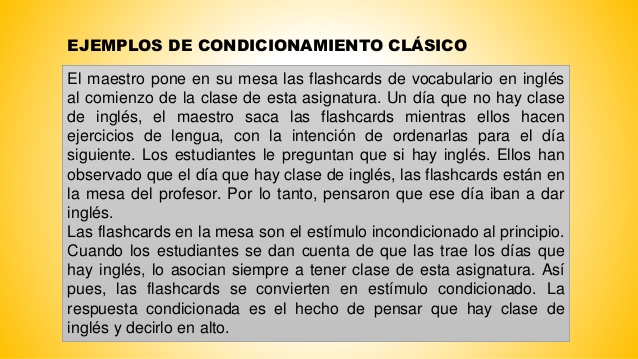 EJEMPLOS DE CONDICIONAMIENTO CLÁSICO
El maestro pone en su mesa las flashcards de vocabulario en inglés
al comienzo de la clase de esta asignatura. Un día que no hay clase
de inglés, el maestro saca las flashcards mientras ellos hacen
ejercicios de lengua, con la intención de ordenarlas para el día
siguiente. Los estudiantes le preguntan que si hay inglés. Ellos han
observado que el día que hay clase de inglés, las flashcards están en
la mesa del profesor. Por lo tanto, pensaron que ese día iban a dar
inglés.
Las flashcards en la mesa son el estímulo incondicionado al principio.
Cuando los estudiantes se dan cuenta de que las trae los días que
hay inglés, lo asocian siempre a tener clase de esta asignatura. Así
pues, las flashcards se convierten en estímulo condicionado. La
respuesta condicionada es el hecho de pensar que hay clase de
inglés y decirlo en alto.